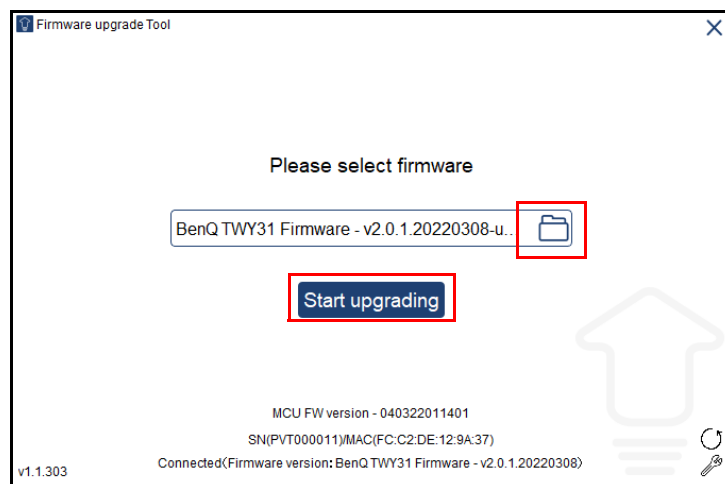 Firmware upgrade Tool
Please select firmware
BenQ TWY31 Firmware - v2.0.1.20220308-u..
Start upgrading
MCU FW version - 040322011401
SN(PVT000011)/MAC(FC:C2:DE:12:9A:37)
Connected(Firmware version: BenQ TWY31 Firmware - v2.0.1.20220308)
v1.1.303